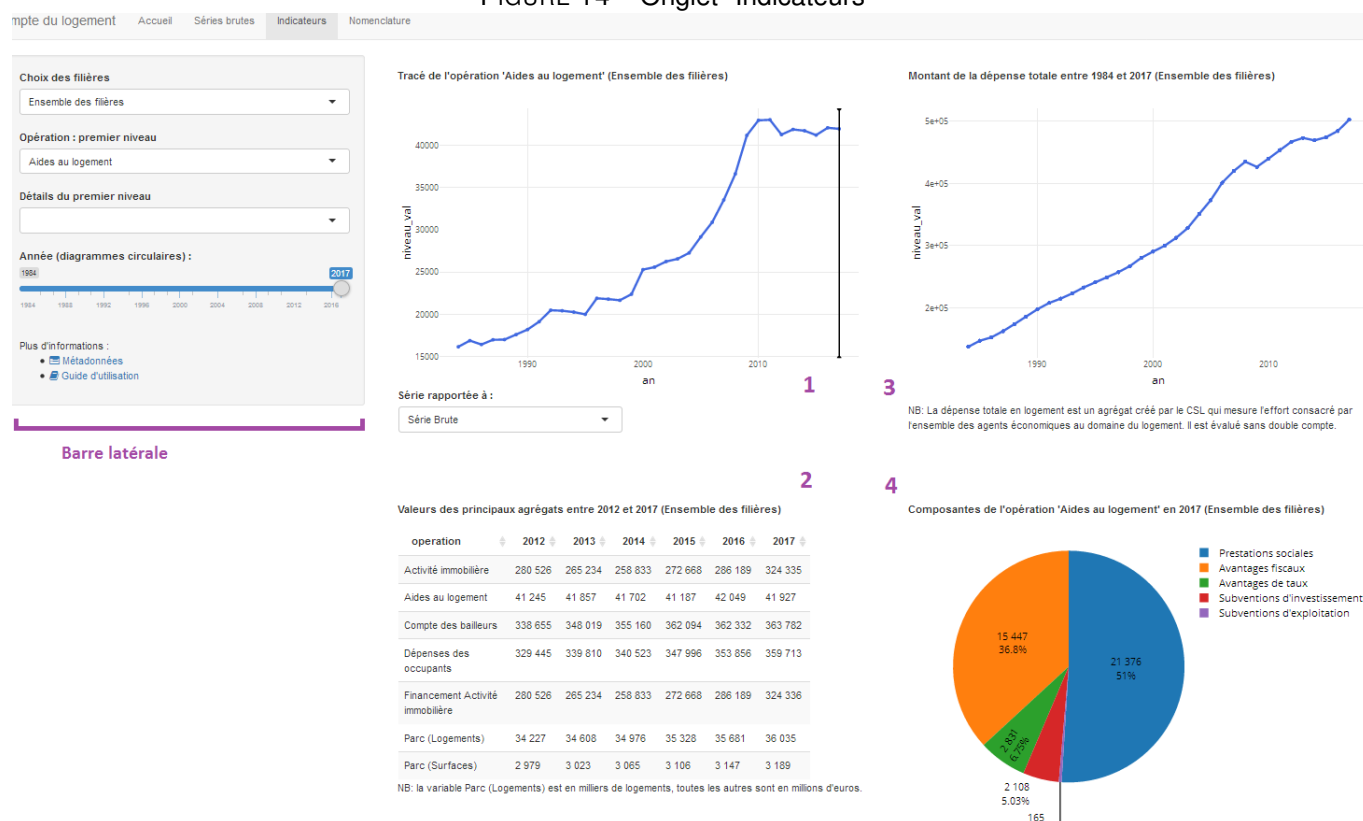 FIGURE 14 – Onglet "Indicateurs"
mpte du logement Accueil Séries brutes Indicateurs Nomenclature
Choix des filières
Ensemble des filières
Opération : premier niveau
Aides au logement
Détails du premier niveau
Année (diagrammes circulaires) :
1984 2017
1984 1988 1992 1996 2000 2004 2008 2012 2016
Plus d'informations :
Métadonnées
Guide d'utilisation
Barre latérale
Tracé de l'opération 'Aides au logement' (Ensemble des filières)
niveau_val
40000
35000
30000
25000
20000
15000
1990 2000 2010
an
1
Série rapportée à :
Série Brute
Montant de la dépense totale entre 1984 et 2017 (Ensemble des filières)
niveau_val
5e+05
4e+05
3e+05
2e+05
1990 2000 2010
an
3
NB: La dépense totale en logement est un agrégat créé par le CSL qui mesure l'effort consacré par
l'ensemble des agents économiques au domaine du logement. Il est évalué sans double compte.
2
Valeurs des principaux agrégats entre 2012 et 2017 (Ensemble des filières)
operation 2012 2013 2014 2015 2016 2017
Activité immobilière 280 526 265 234 258 833 272 668 286 189 324 335
Aides au logement 41 245 41 857 41 702 41 187 42 049 41 927
Compte des bailleurs 338 655 348 019 355 160 362 094 362 332 363 782
Dépenses des 329 445 339 810 340 523 347 996 353 856 359 713
occupants
Financement Activité 280 526 265 234 258 833 272 668 286 189 324 336
immobilière
Parc (Logements) 34 227 34 608 34 976 35 328 35 681 36 035
Parc (Surfaces) 2 979 3 023 3 065 3 106 3 147 3 189
NB: la variable Parc (Logements) est en milliers de logements, toutes les autres sont en millions d'euros.
4
Composantes de l'opération 'Aides au logement' en 2017 (Ensemble des filières)
Prestations sociales
Avantages fiscaux
Avantages de taux
Subventions d'investissement
Subventions d'exploitation
15 447
36.8%
21 376
51%
2 831
6.75%
2 108
5.03%
165